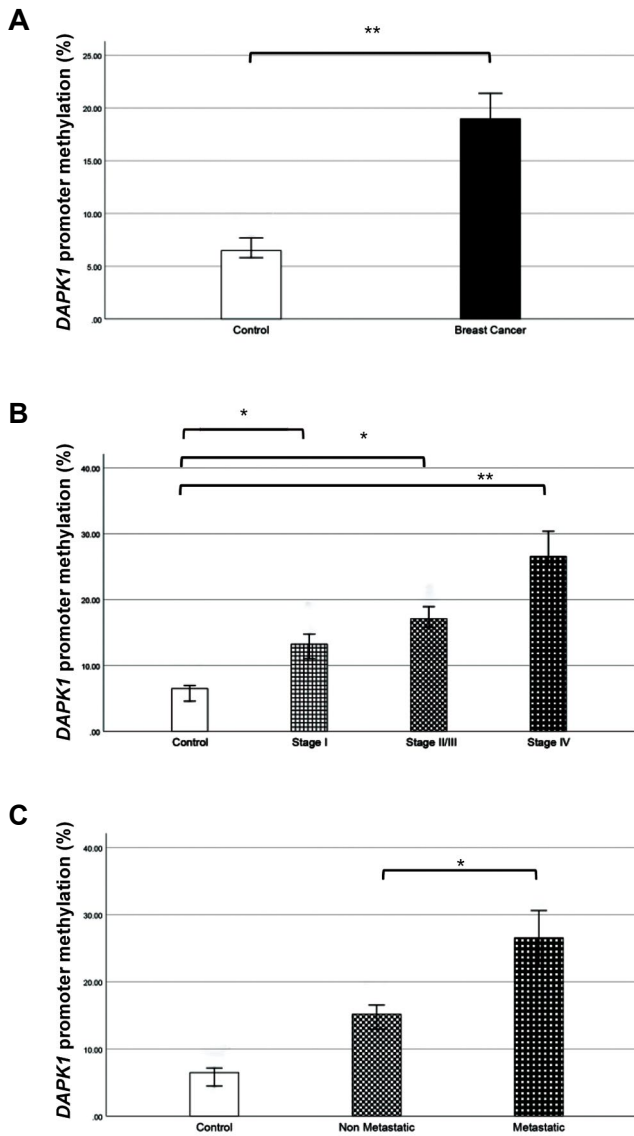 A
DAPK1 promoter methylation (%)
25.00
20.00
15.00
10.00
5.00
.00
**
Control
Breast Cancer
B
DAPK1 promoter methylation (%)
40.00
30.00
20.00
10.00
.00
*
*
**
Control
Stage I
Stage II/III
Stage IV
C
DAPK1 promoter methylation (%)
40.00
30.00
20.00
10.00
.00
*
Control
Non Metastatic
Metastatic